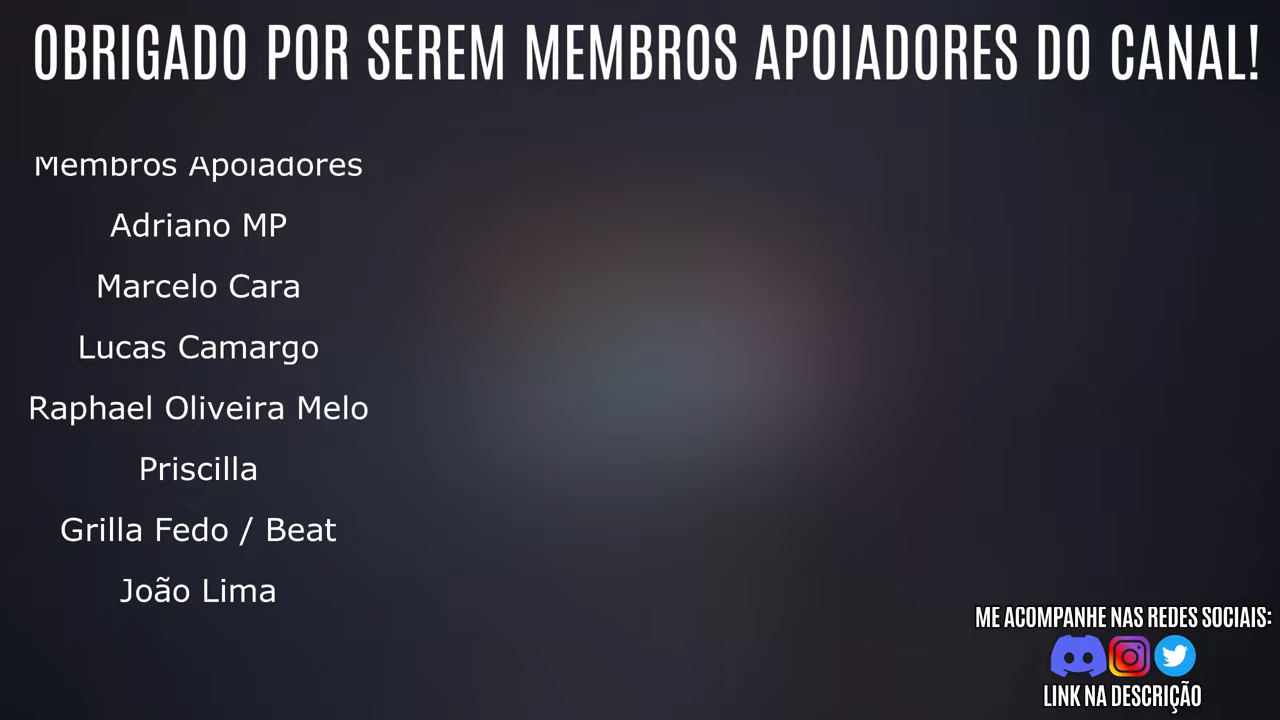 OBRIGADO POR SEREM MEMBROS APOIADORES DO CANAL!
Membros Apoiadores
Adriano MP
Marcelo Cara
Lucas Camargo
Raphael Oliveira Melo
Priscilla
Grilla Fedo / Beat
João Lima
ME ACOMPANHE NAS REDES SOCIAIS:
LINK NA DESCRIÇÃO